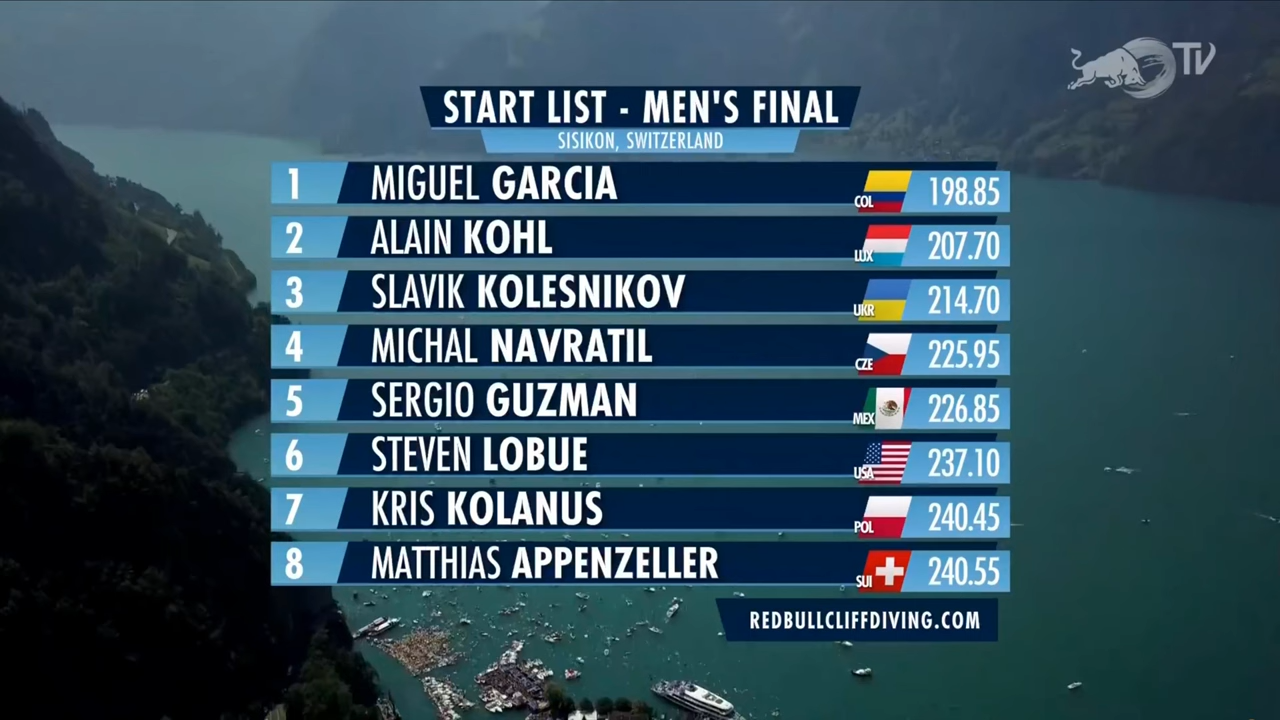 TV
START LIST - MEN'S FINAL
SISIKON, SWITZERLAND
1 MIGUEL GARCIA COL 198.85
2 ALAIN KOHL LUX 207.70
3 SLAVIK KOLESNIKOV UKR 214.70
4 MICHAL NAVRATIL CZE 225.95
5 SERGIO GUZMAN MEX 226.85
6 STEVEN LOBUE USA 237.10
7 KRIS KOLANUS POL 240.45
8 MATTHIAS APPENZELLER SUI 240.55
REDBULLCLIFFDIVING.COM